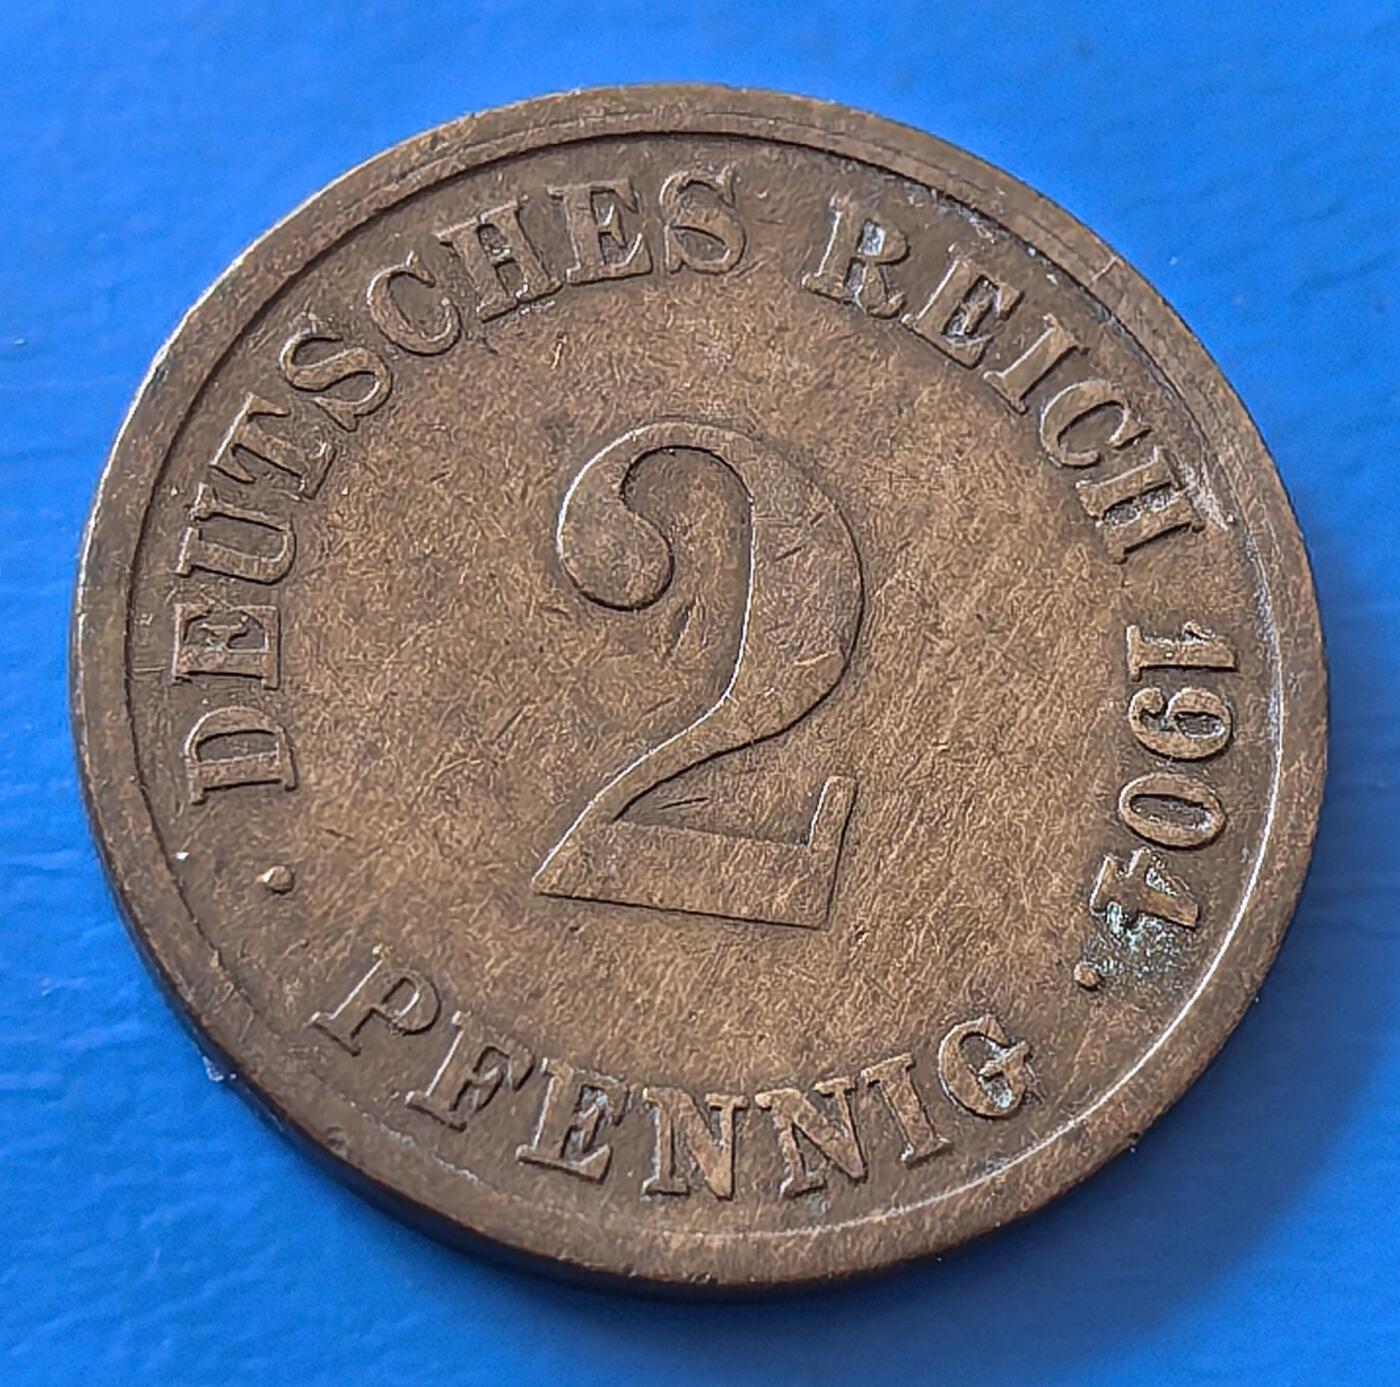 DEUTSCHES REICH 1904
2
PFENNIG